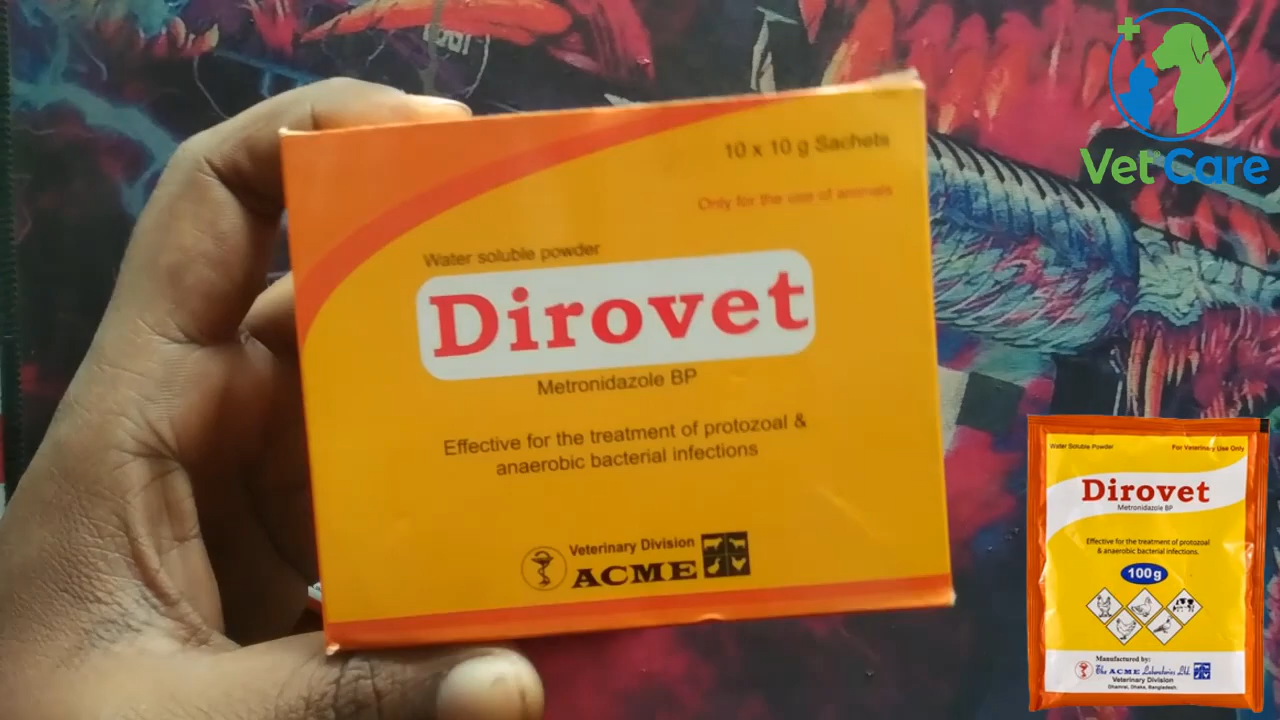 10 x 10 g Sachets
Only for the use of animals
Water soluble powder
Dirovet
Metronidazole BP
Effective for the treatment of protozoal &
anaerobic bacterial infections
Veterinary Division
ACME
Vet Care
Water Soluble Powder
For Veterinary Use Only
Dirovet
Metronidazole BP
Effective for the treatment of protozoal
& anaerobic bacterial infections.
100g
Manufactured by:
The ACME Laboratories Ltd.
Veterinary Division
Dhamrai, Dhaka, Bangladesh.